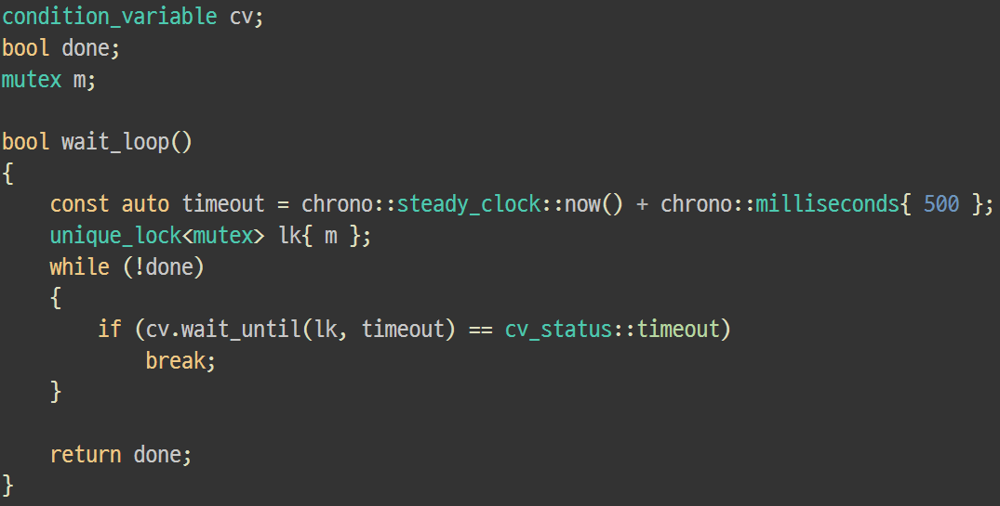 condition_variable cv;
bool done;
mutex m;

bool wait_loop()
{
    const auto timeout = chrono::steady_clock::now() + chrono::milliseconds{ 500 };
    unique_lock<mutex> lk{ m };
    while (!done)
    {
        if (cv.wait_until(lk, timeout) == cv_status::timeout)
            break;
    }

    return done;
}